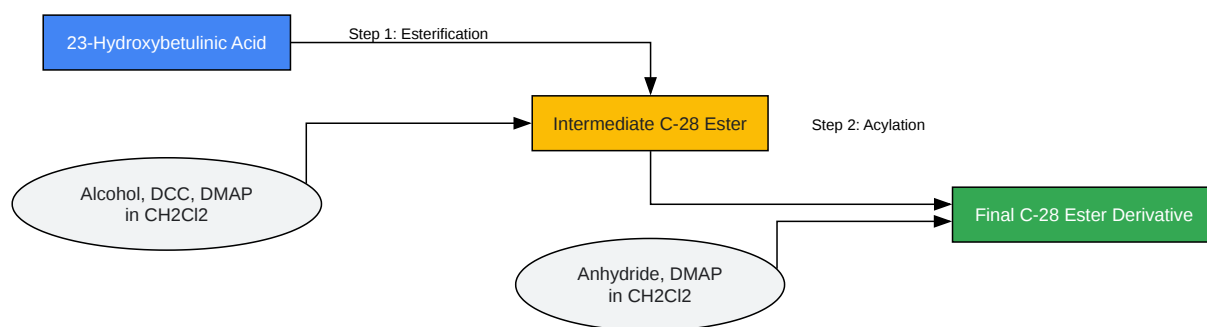 23-Hydroxybetulinic Acid
Step 1: Esterification
Intermediate C-28 Ester
Step 2: Acylation
Alcohol, DCC, DMAP
in CH2Cl2
Final C-28 Ester Derivative
Anhydride, DMAP
in CH2Cl2